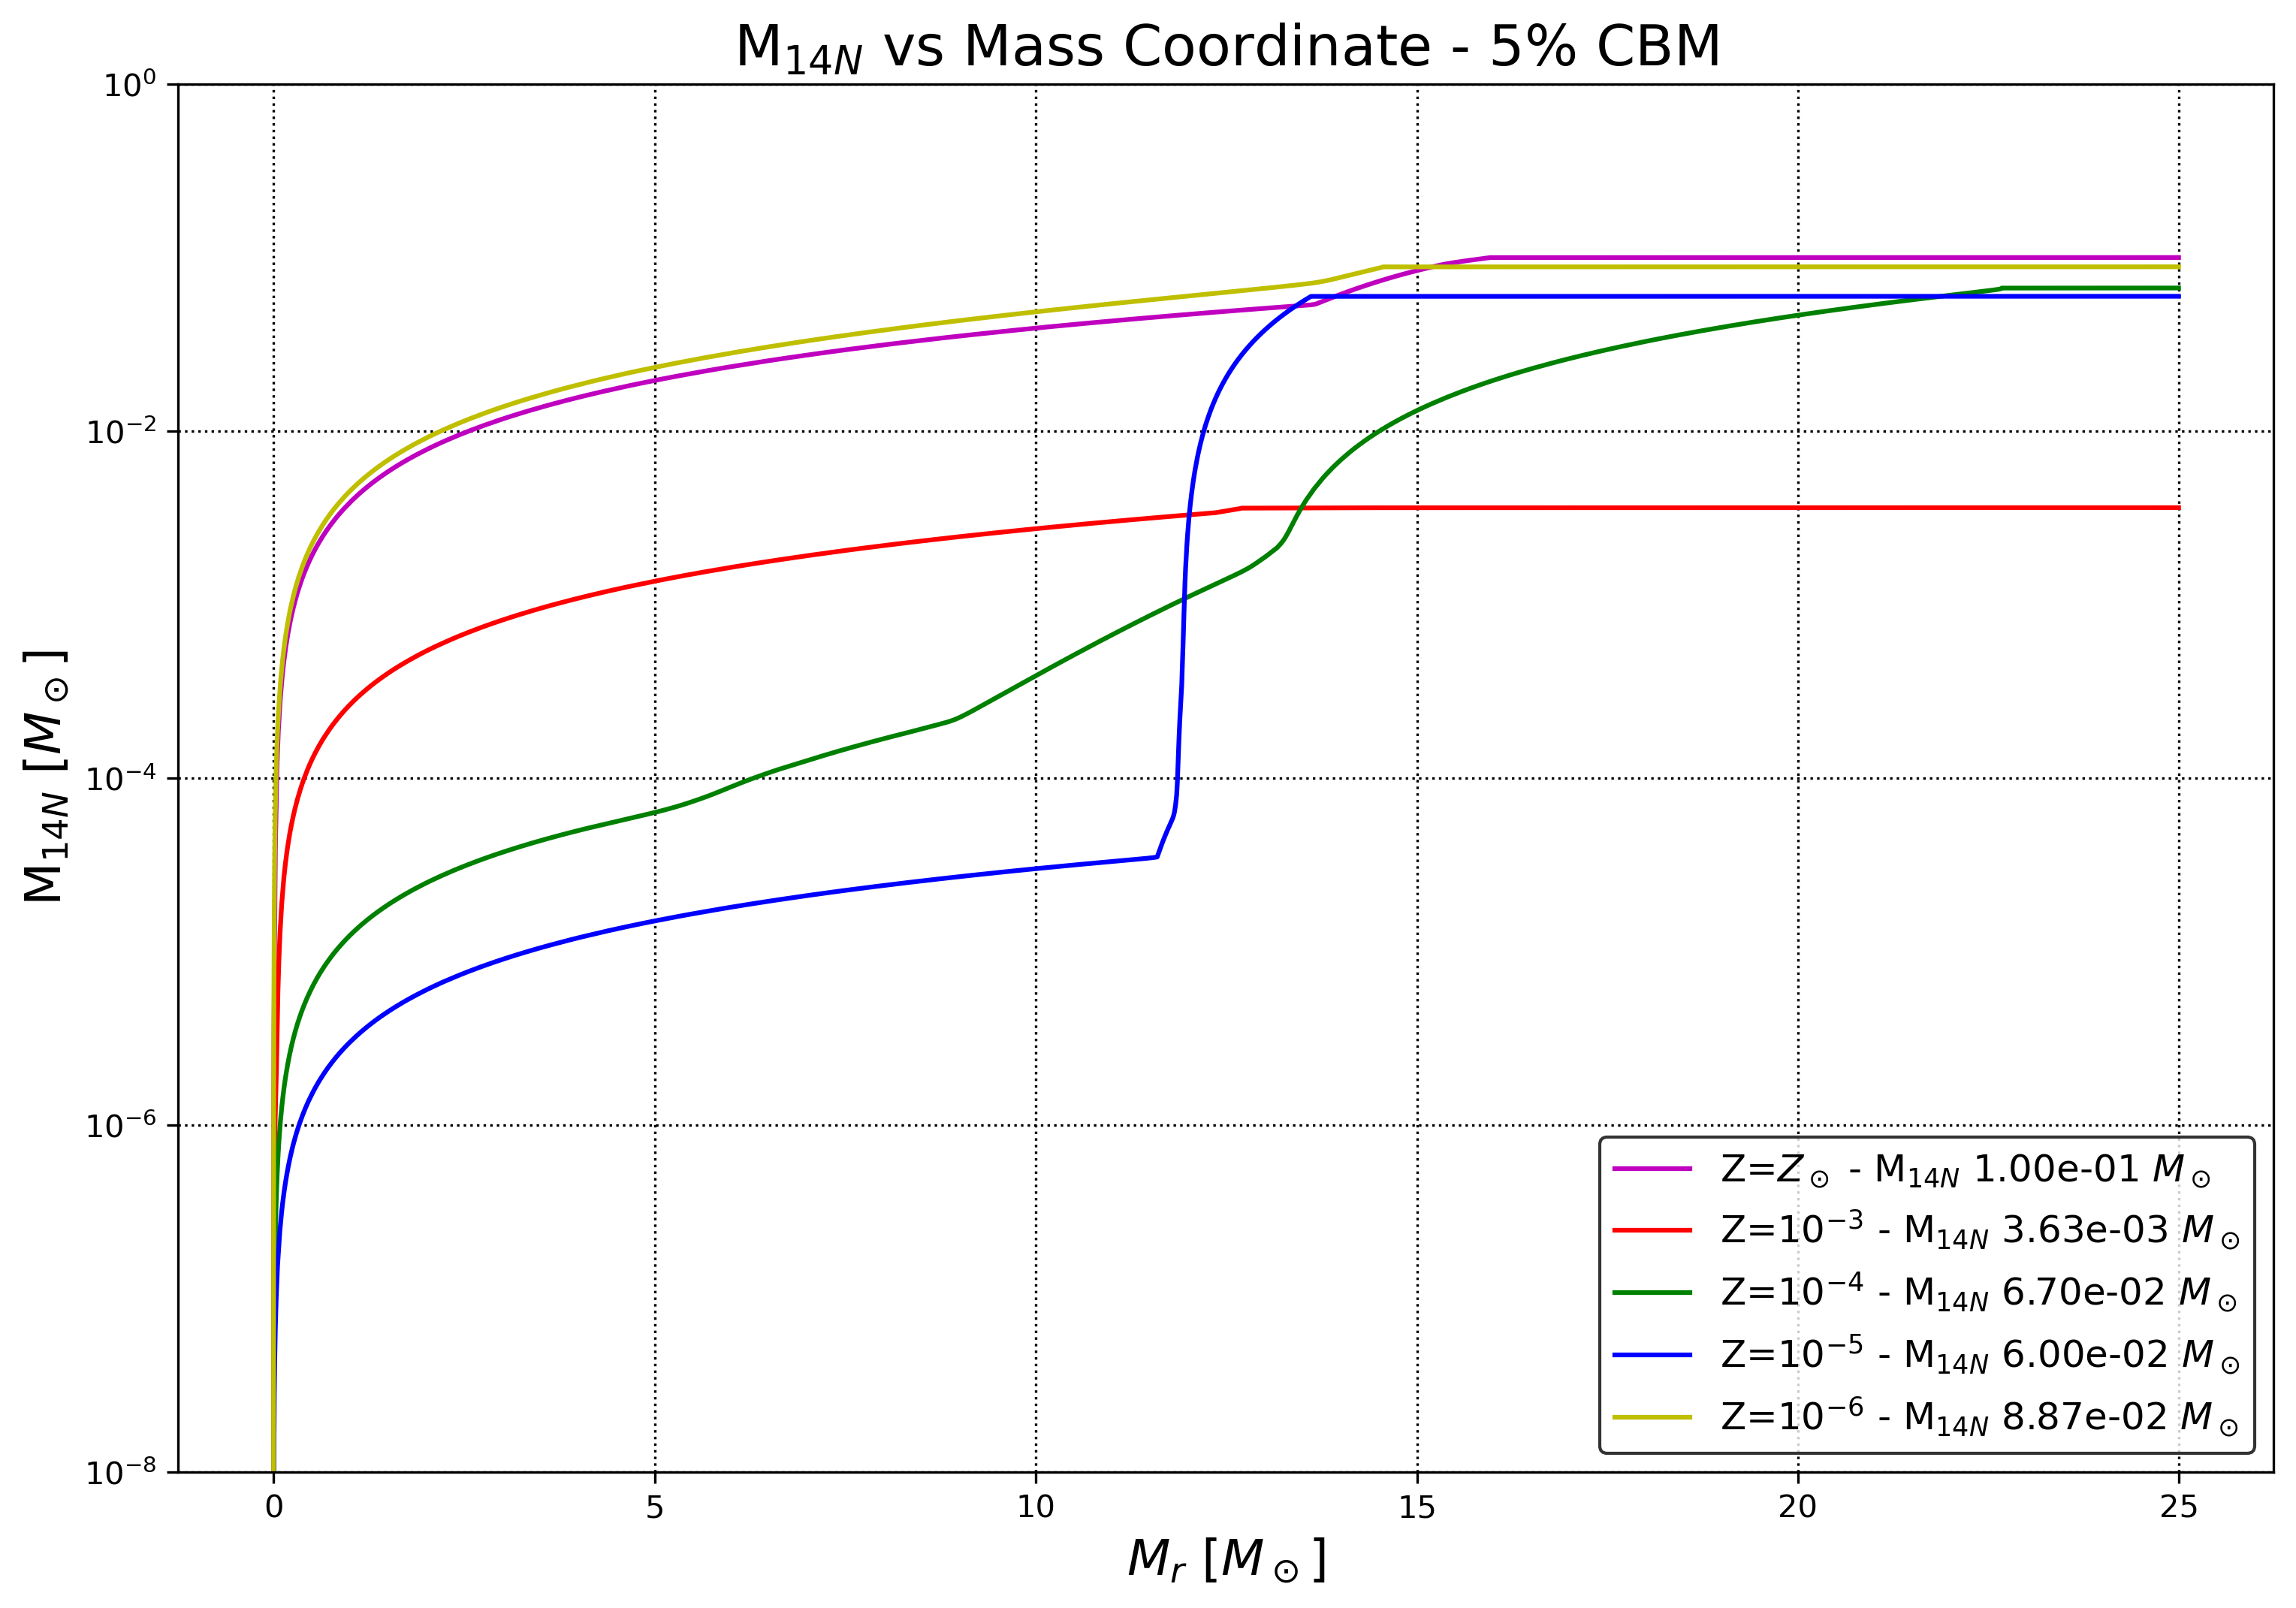 M₁₄N vs Mass Coordinate - 5% CBM
M₁₄N [M⊙]
10⁰
10⁻²
10⁻⁴
10⁻⁶
10⁻⁸
0 5 10 15 20 25
Mᵣ [M⊙]
Z=Z⊙ - M₁₄N 1.00e-01 M⊙
Z=10⁻³ - M₁₄N 3.63e-03 M⊙
Z=10⁻⁴ - M₁₄N 6.70e-02 M⊙
Z=10⁻⁵ - M₁₄N 6.00e-02 M⊙
Z=10⁻⁶ - M₁₄N 8.87e-02 M⊙